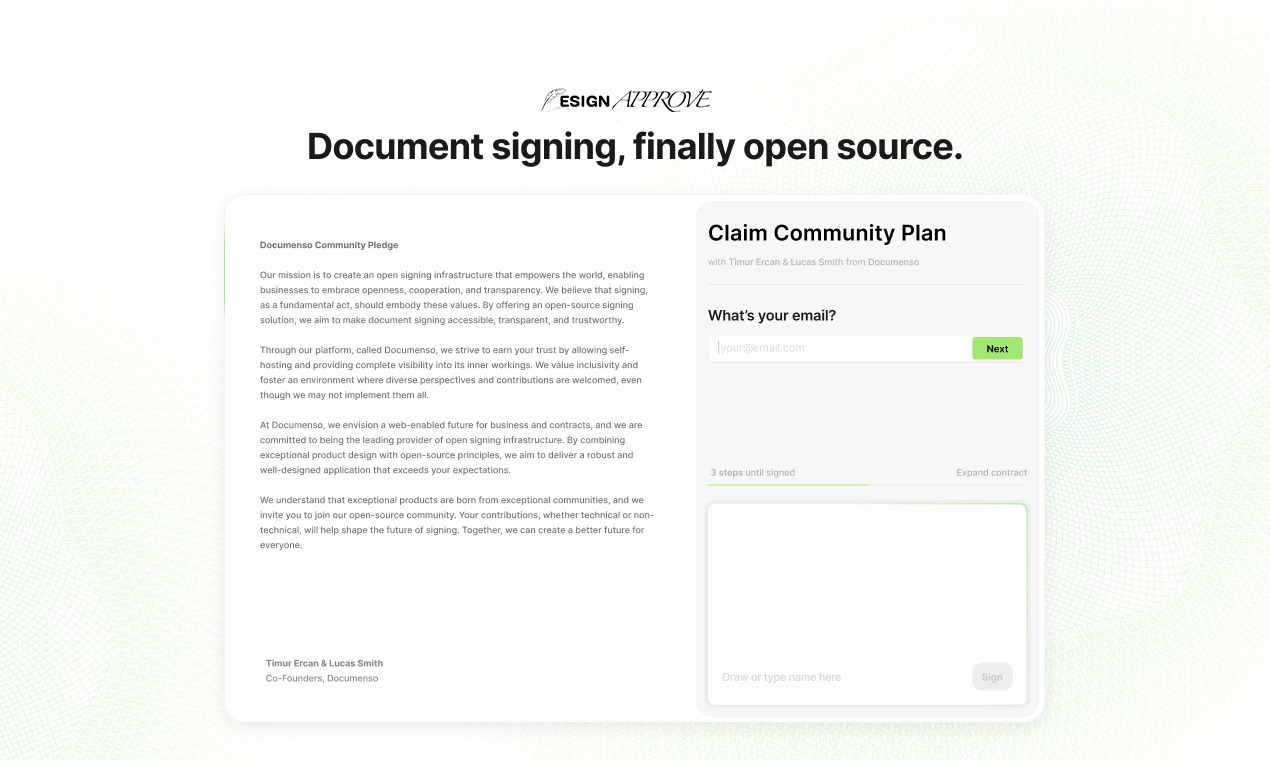 ESIGN APPROVE
Document signing, finally open source.
Documenso Community Pledge
Our mission is to create an open signing infrastructure that empowers the world, enabling
businesses to embrace openness, cooperation, and transparency. We believe that signing,
as a fundamental act, should embody these values. By offering an open-source signing
solution, we aim to make document signing accessible, transparent, and trustworthy.
Through our platform, called Documenso, we strive to earn your trust by allowing self-
hosting and providing complete visibility into its inner workings. We value inclusivity and
foster an environment where diverse perspectives and contributions are welcomed, even
though we may not implement them all.
At Documenso, we envision a web-enabled future for business and contracts, and we are
committed to being the leading provider of open signing infrastructure. By combining
exceptional product design with open-source principles, we aim to deliver a robust and
well-designed application that exceeds your expectations.
We understand that exceptional products are born from exceptional communities, and we
invite you to join our open-source community. Your contributions, whether technical or non-
technical, will help shape the future of signing. Together, we can create a better future for
everyone.
Timur Ercan & Lucas Smith
Co-Founders, Documenso
Claim Community Plan
with Timur Ercan & Lucas Smith from Documenso
What's your email?
your@email.com
Next
3 steps until signed
Expand contract
Draw or type name here
Sign